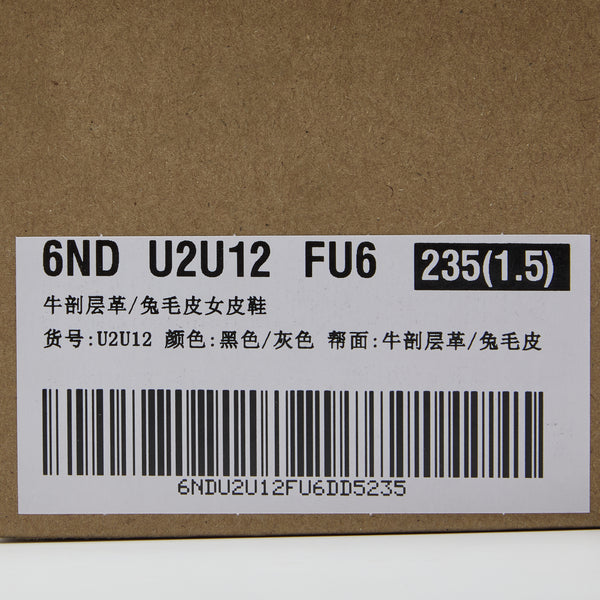 6ND U2U12 FU6 235(1.5)
牛剖层革/兔毛皮女皮鞋
货号:U2U12 颜色:黑色/灰色 帮面:牛剖层革/兔毛皮
6NDU2U12FU6DD5235